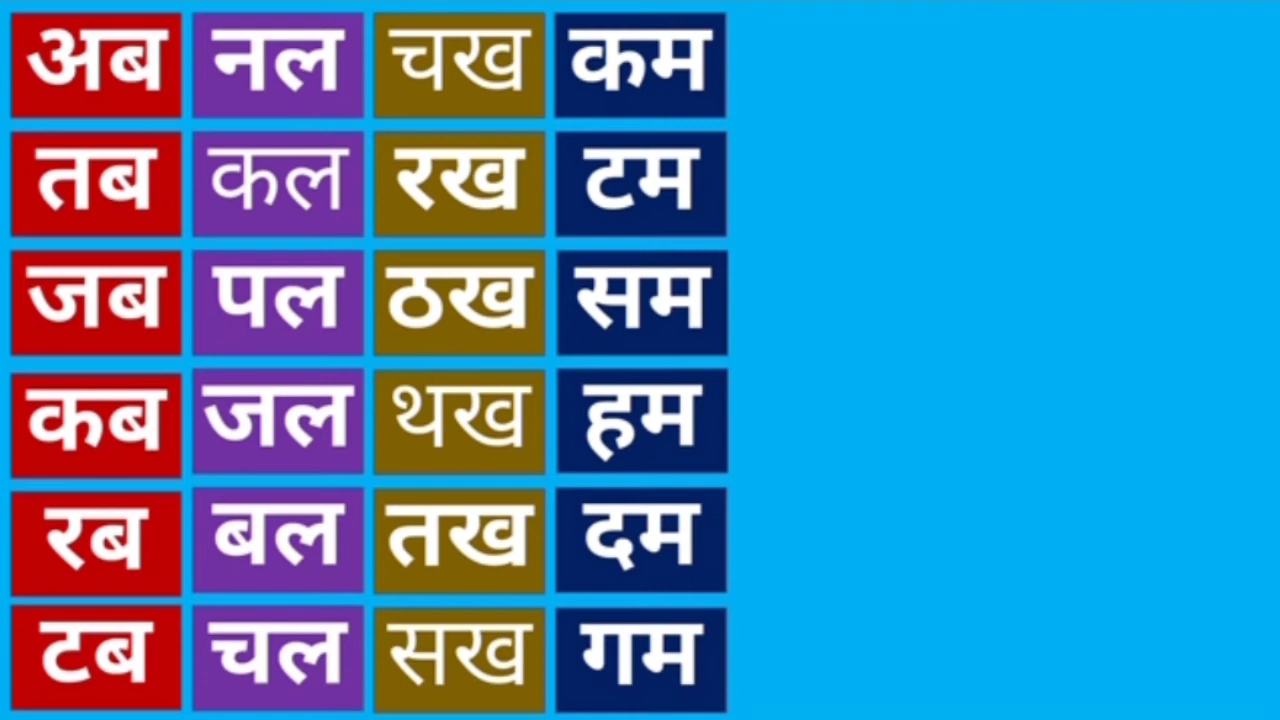 अब नल चख कम
तब कल रख टम
जब पल ठख सम
कब जल थख हम
रब बल तख दम
टब चल सख गम